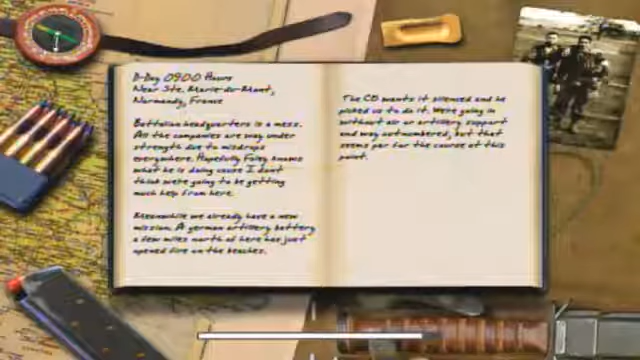 D-Day 0900 Hours
Near Ste. Marie-du-Mont,
Normandy, France
Battalion headquarters is a mess.
All the companies are way under
strength due to misdrops
everywhere. Hopefully Foley knows
what he is doing cause I don't
think we're going to be getting
much help from here.
Meanwhile we already have a new
mission. A german artillery battery
a few miles north of here has just
opened fire on the beaches.
The CO wants it silenced and he
picked us to do it. We're going in
without air or artillery support
and way outnumbered, but that
seems par for the course at this
point.